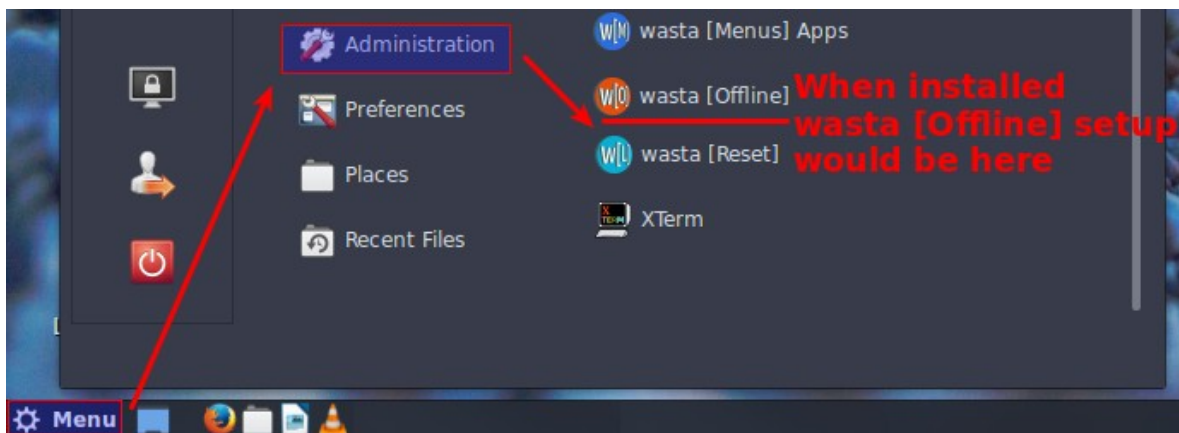 Administration
Preferences
Places
Recent Files
W[M] wasta [Menus] Apps
W[O] wasta [Offline]
W[L] wasta [Reset]
X
TERM
XTerm
When installed
wasta [Offline] setup
would be here
Menu